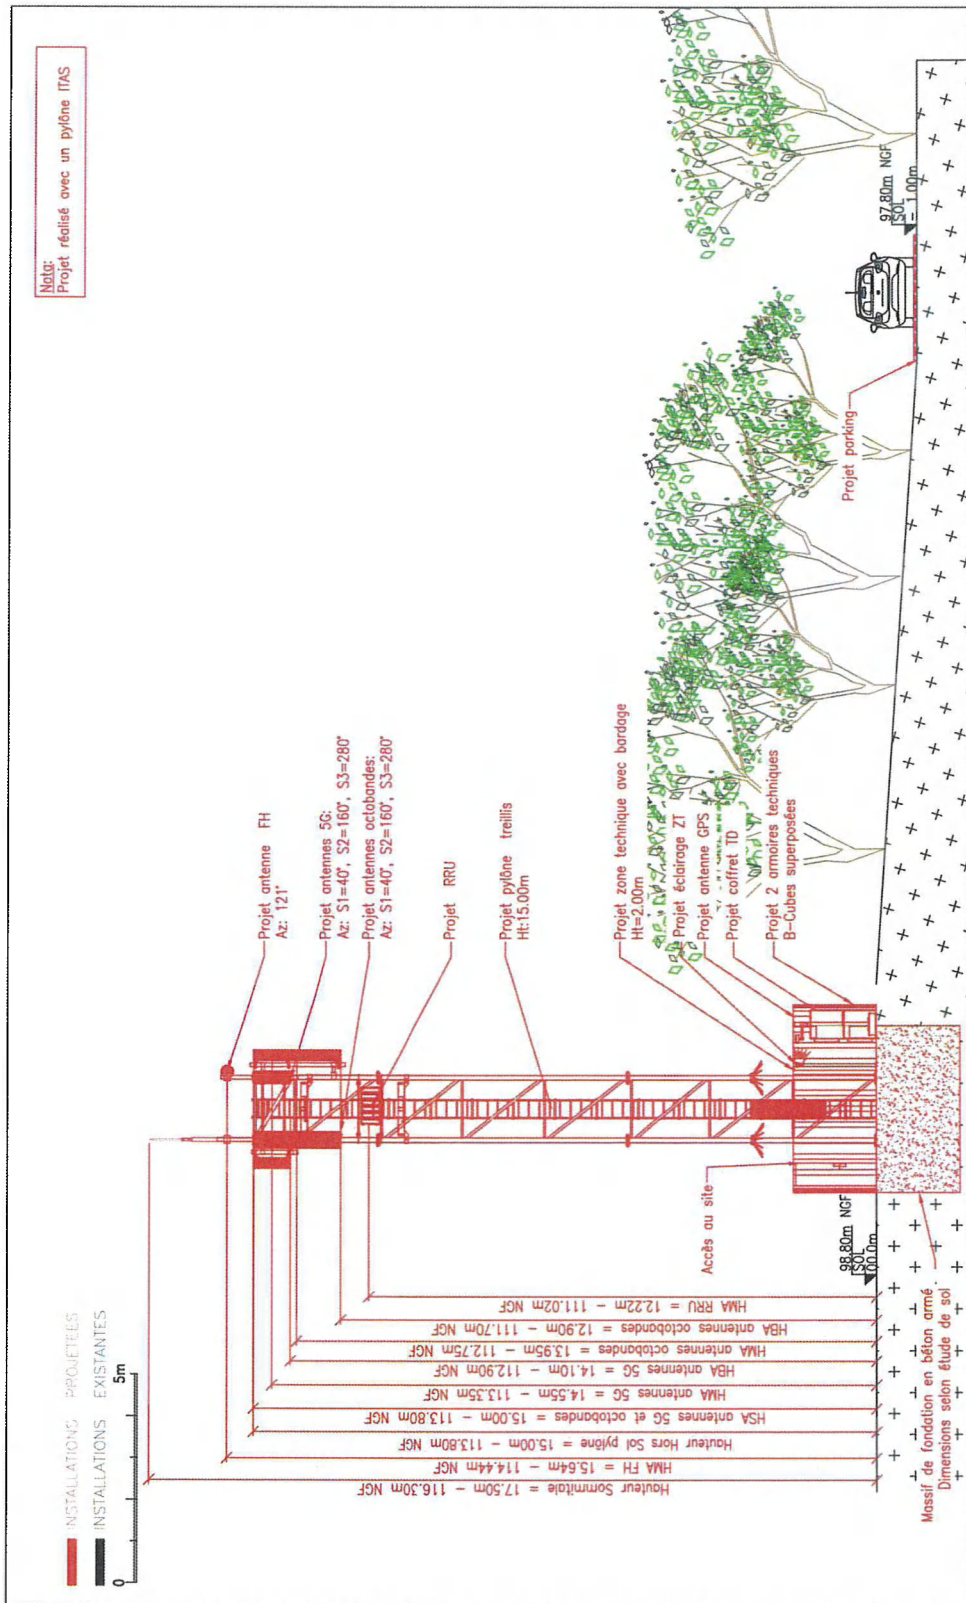 INSTALLATIONS PROJETEES
INSTALLATIONS EXISTANTES
0
5m
Nota:
Projet réalisé avec un pylône ITAS
Projet antenne FH
Az: 121°
Projet antennes 5G:
Az: S1=40°, S2=160°, S3=280°
Projet antennes octobandes:
Az: S1=40°, S2=160°, S3=280°
Projet RRU
Projet pylône treillis
Ht:15.00m
Projet zone technique avec bardage
Ht=2.00m
Projet éclairage ZT
Projet antenne GPS
Projet coffret TD
Projet 2 armoires techniques
B-Cubes superposées
Hauteur Sommitale = 17.50m - 116.30m NGF
HMA FH = 15.64m - 114.44m NGF
Hauteur Hors Sol pylône = 15.00m - 113.80m NGF
HSA antennes 5G et octobandes = 15.00m - 113.80m NGF
HMA antennes 5G = 14.55m - 113.35m NGF
HBA antennes 5G = 14.10m - 112.90m NGF
HMA antennes octobandes = 13.95m - 112.75m NGF
HBA antennes octobandes = 12.90m - 111.70m NGF
HMA RRU = 12.22m - 111.02m NGF
Accès au site
98.80m NGF
SOL
00.0m
Massif de fondation en béton armé.
Dimensions selon étude de sol
Projet parking
97.80m NGF
SOL
- 1.00m